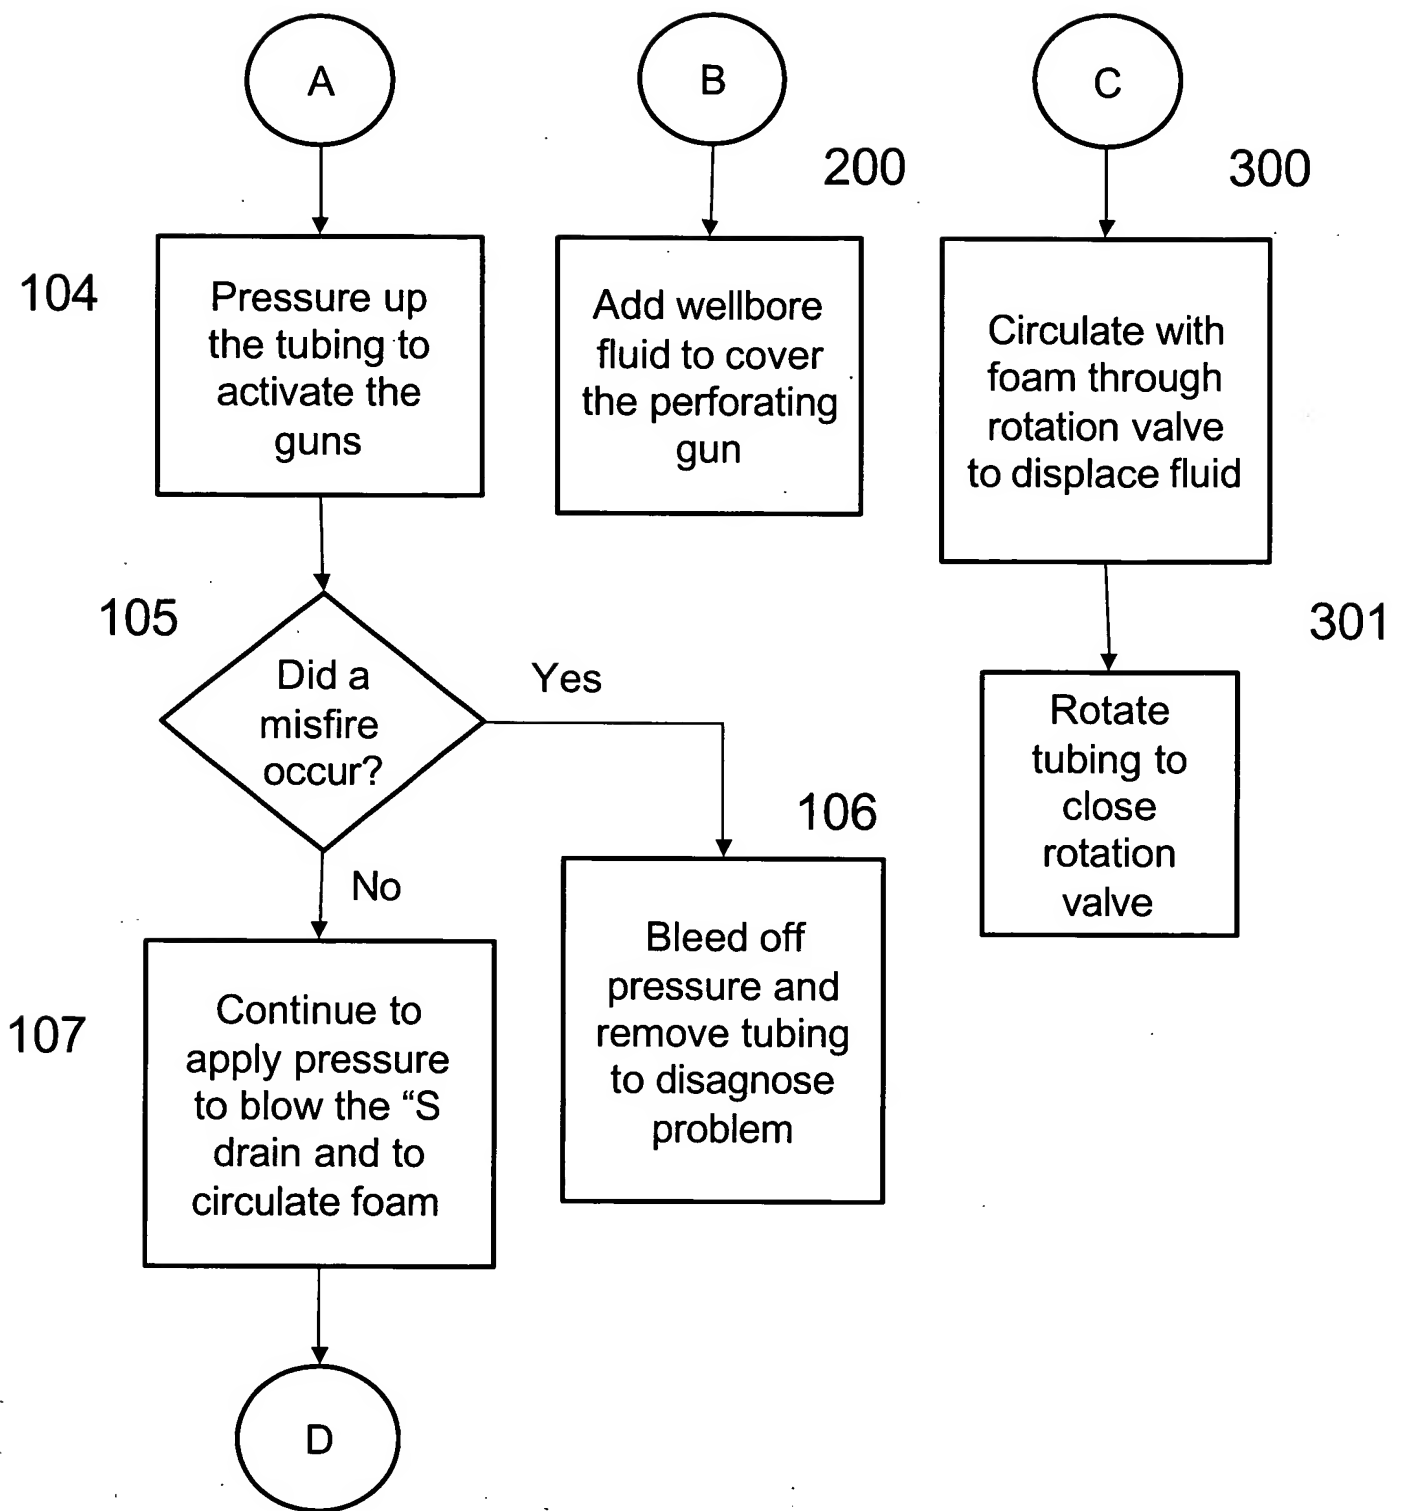 A
B
C
200
300
104
Pressure up
the tubing to
activate the
guns
Add wellbore
fluid to cover
the perforating
gun
Circulate with
foam through
rotation valve
to displace fluid
105
Did a
misfire
occur?
Yes
No
301
Rotate
tubing to
close
rotation
valve
106
Bleed off
pressure and
remove tubing
to disagnose
problem
107
Continue to
apply pressure
to blow the “S
drain and to
circulate foam
D